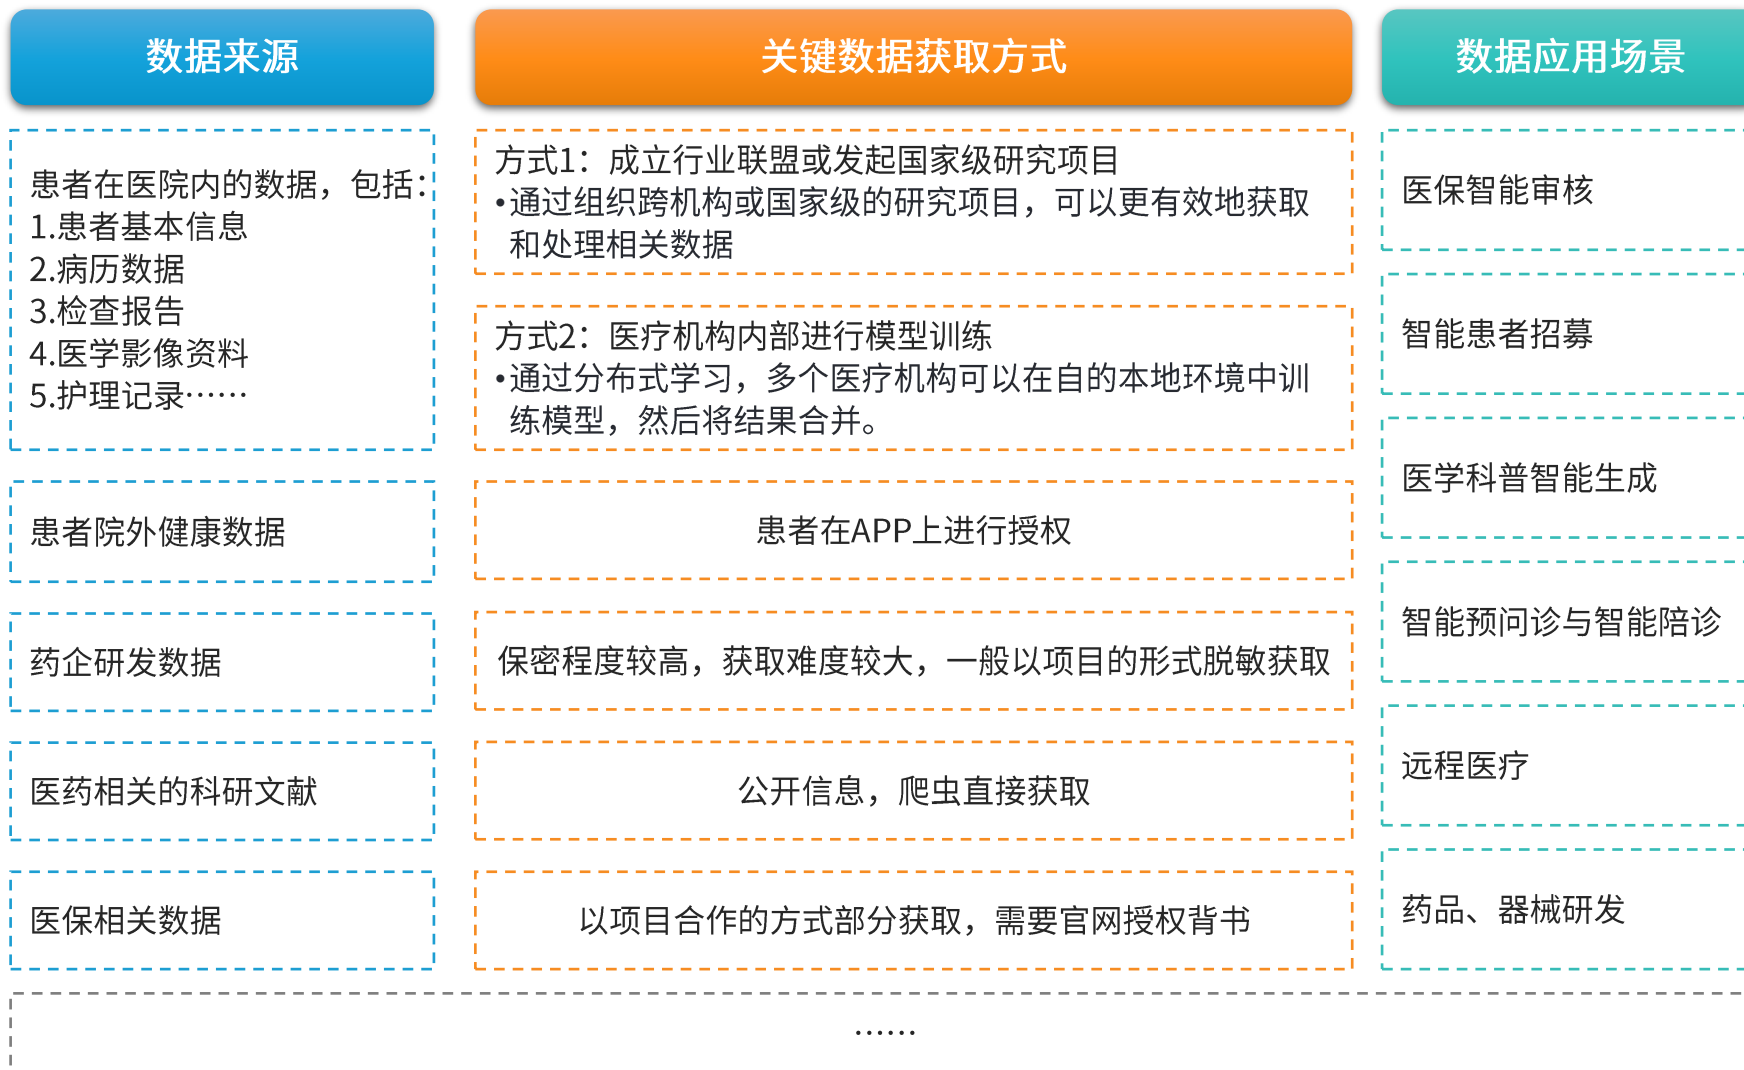 数据来源
关键数据获取方式
数据应用场景
患者在医院内的数据，包括：
1.患者基本信息
2.病历数据
3.检查报告
4.医学影像资料
5.护理记录……
患者院外健康数据
药企研发数据
医药相关的科研文献
医保相关数据
方式1：成立行业联盟或发起国家级研究项目
•通过组织跨机构或国家级的研究项目，可以更有效地获取
和处理相关数据
方式2：医疗机构内部进行模型训练
•通过分布式学习，多个医疗机构可以在自的本地环境中训
练模型，然后将结果合并。
患者在APP上进行授权
保密程度较高，获取难度较大，一般以项目的形式脱敏获取
公开信息，爬虫直接获取
以项目合作的方式部分获取，需要官网授权背书
医保智能审核
智能患者招募
医学科普智能生成
智能预问诊与智能陪诊
远程医疗
药品、器械研发
……